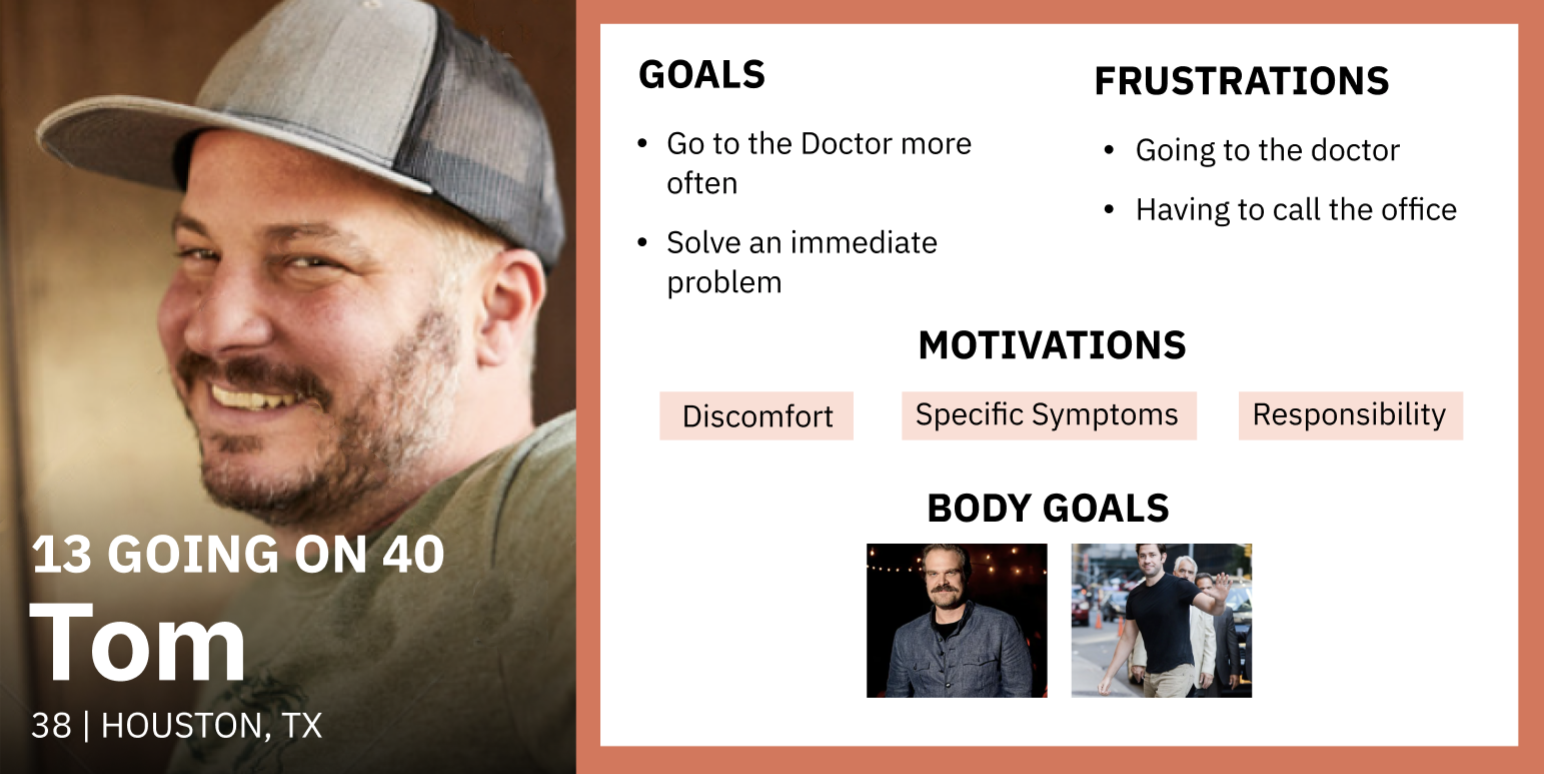 13 GOING ON 40
Tom
38 | HOUSTON, TX
GOALS
• Go to the Doctor more
often
• Solve an immediate
problem
FRUSTRATIONS
• Going to the doctor
• Having to call the office
MOTIVATIONS
Discomfort
Specific Symptoms
Responsibility
BODY GOALS